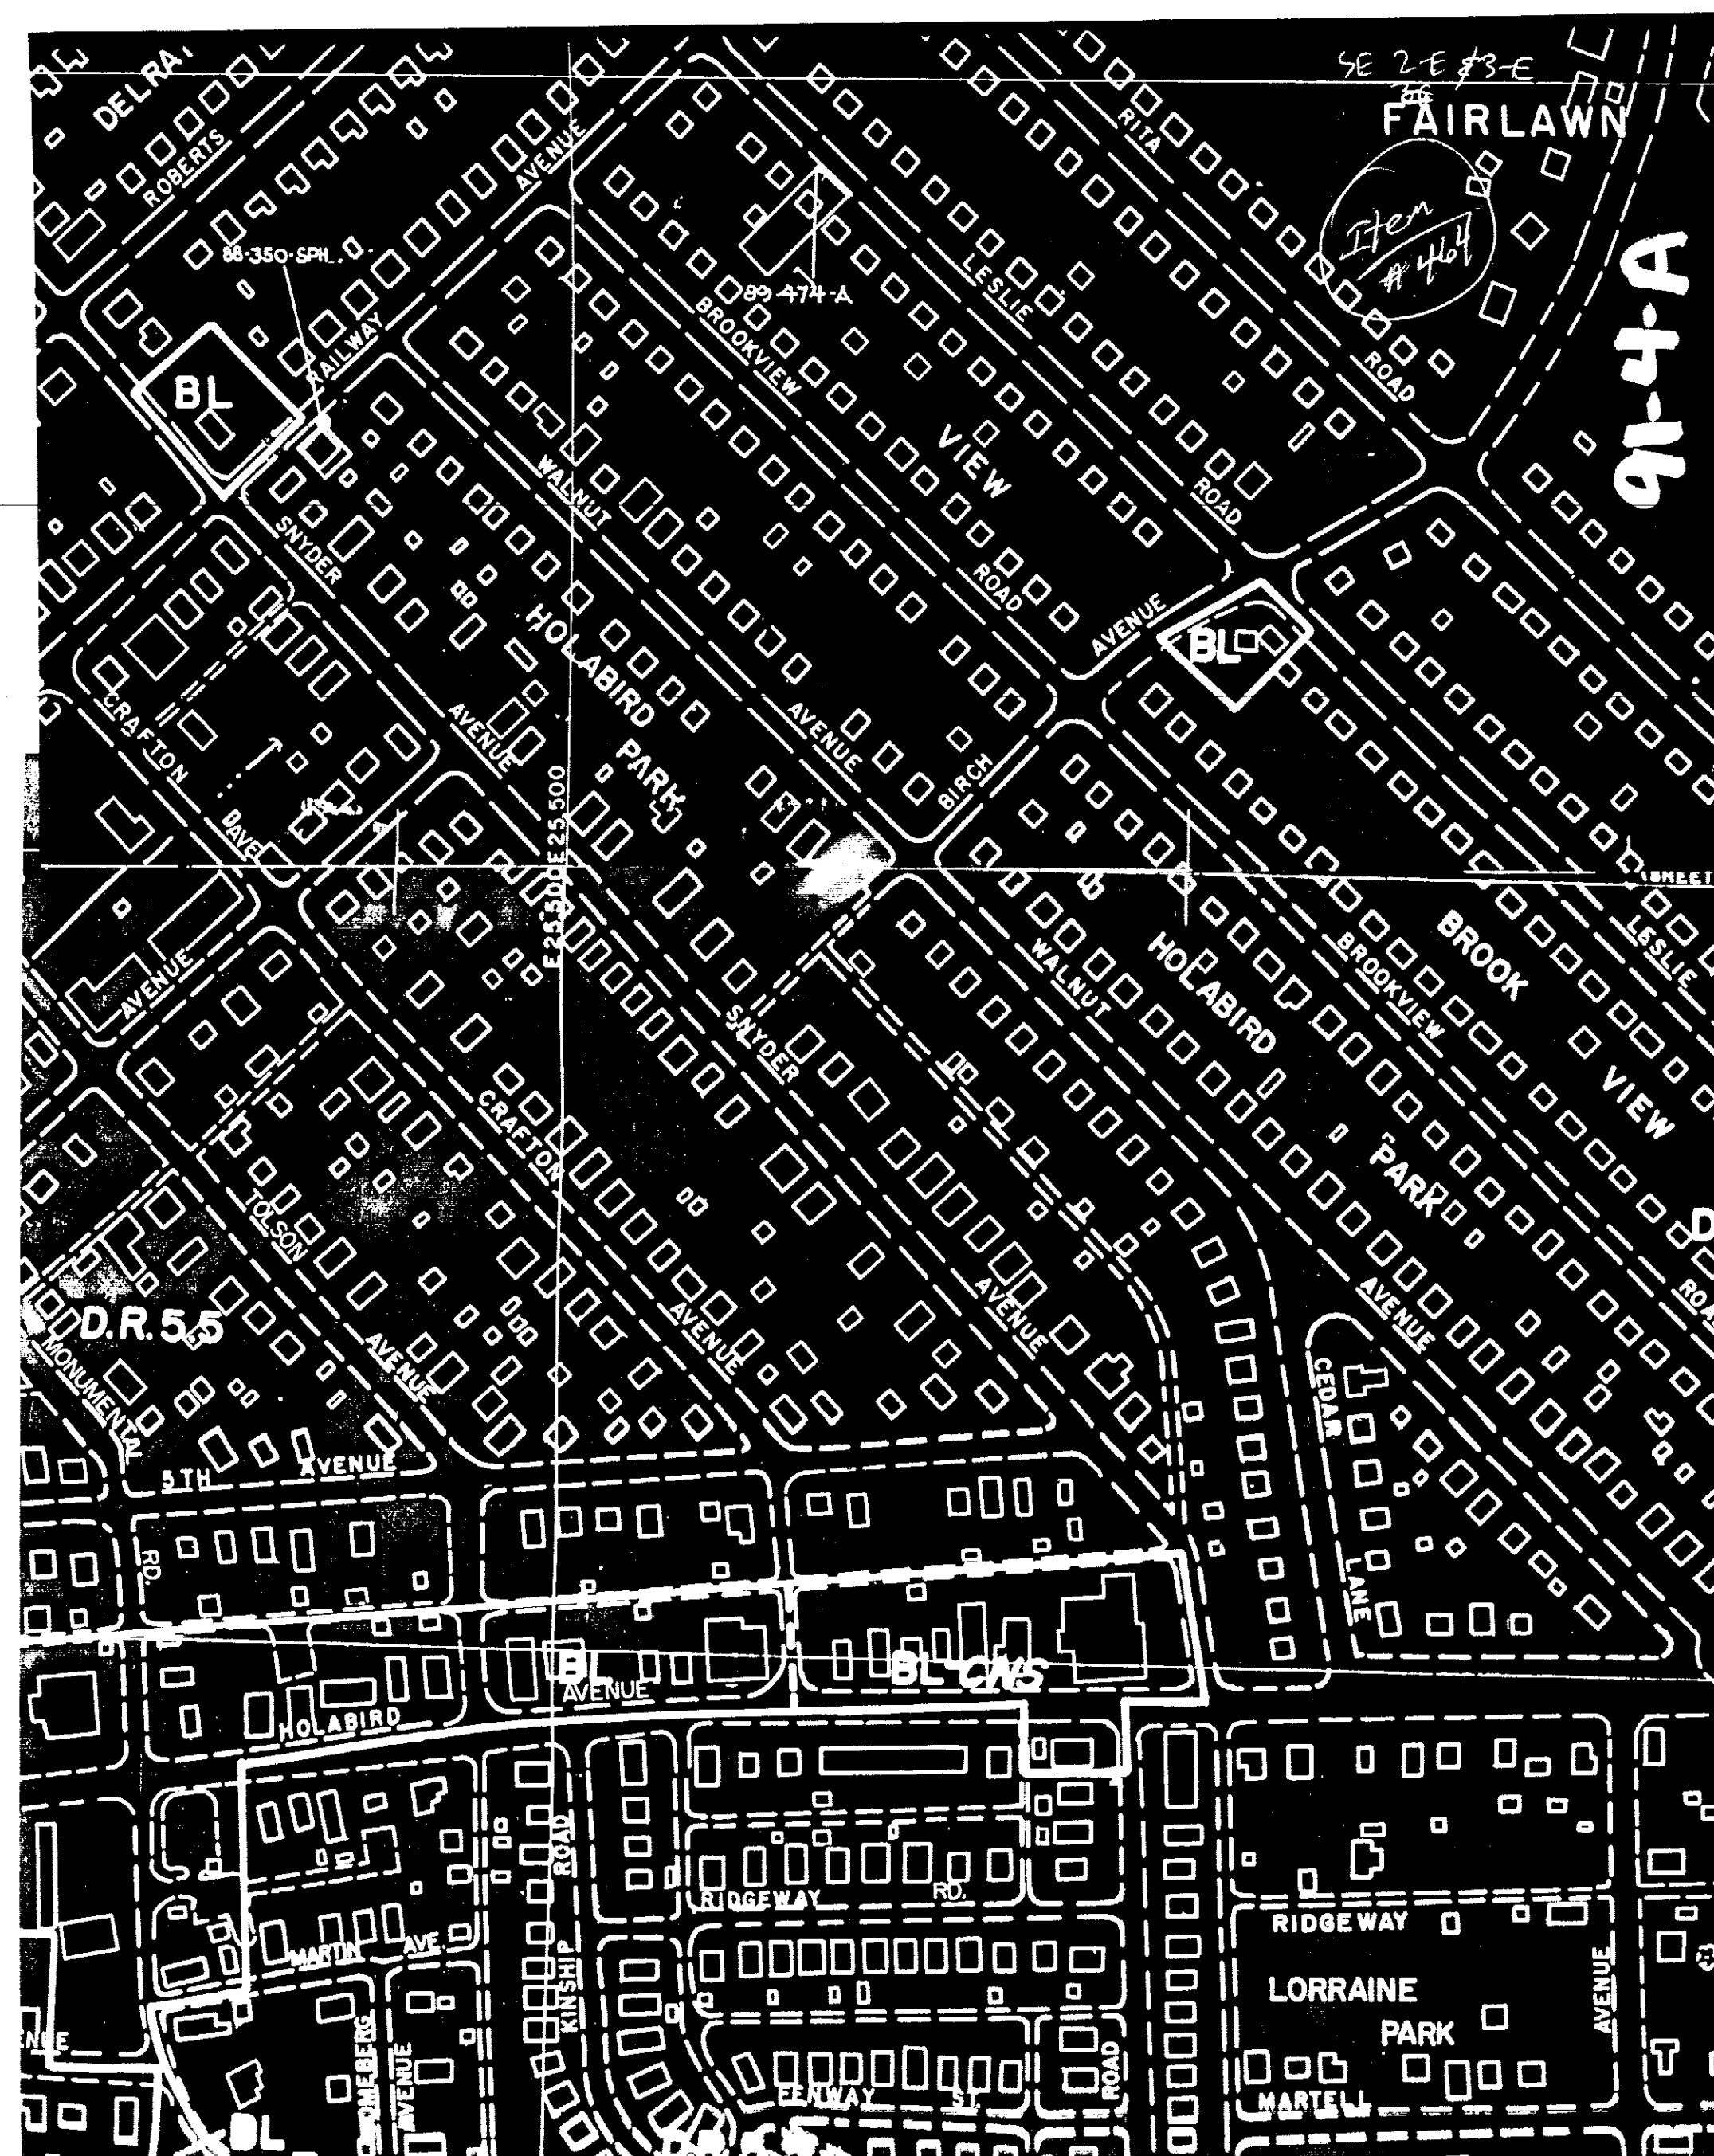 SE 2-E & 3-E
FAIRLAWN
Item
# 464
91-4-A
ROBERTS
AVENUE
RITA
88-350-SPH
89-474-A
LESLIE
RAILWAY
BROOKVIEW
ROAD
BL
VIEW
WALNUT
ROAD
SNYDER
ROAD
AVENUE
BL
HOLABIRD
PARK
CRAFTON
AVENUE
AVENUE
BIRCH
E 25,500
E 25,500
DAVE
SHEET
AVENUE
WALNUT
HOLABIRD
PARK
BROOKVIEW
BROOK
VIEW
LESLIE
SNYDER
CRAFTON
TOLSON
D.R. 5.5
MONUMENTAL
AVENUE
AVENUE
AVENUE
AVENUE
CEDAR
LANE
5TH AVENUE
RD.
BL
BL-CNS
AVENUE
HOLABIRD
ROAD
KINSHIP
RIDGEWAY RD.
RIDGEWAY
MARTIN AVE.
LORRAINE
PARK
AVENUE
AVENUE
FENWAY ST.
ROAD
MARTELL
BL